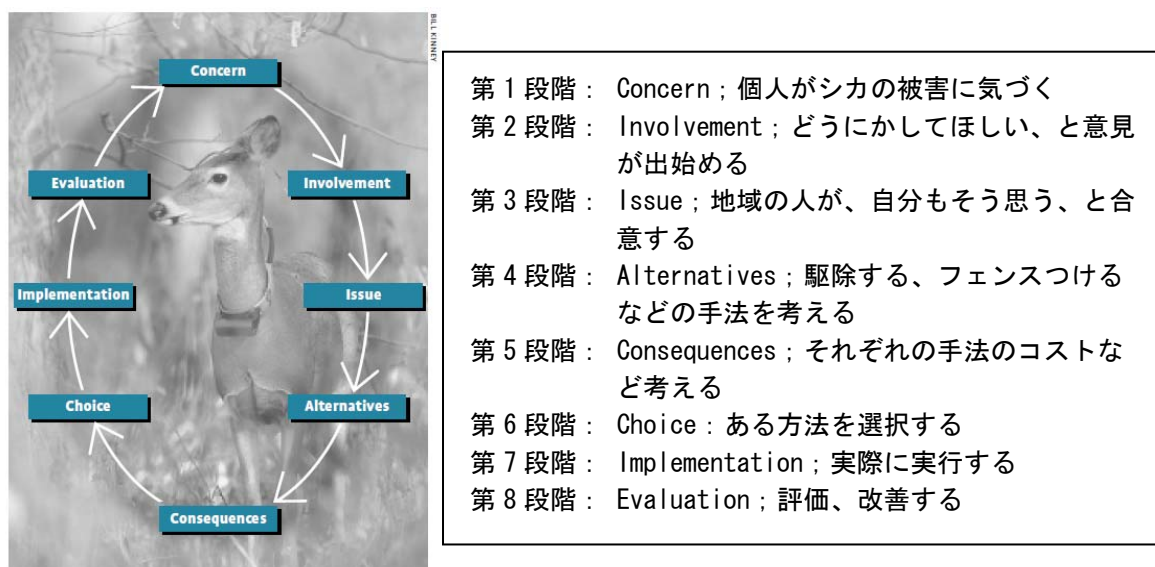 BILL KINNEY
Concern
Involvement
Issue
Alternatives
Consequences
Choice
Implementation
Evaluation
第1段階： Concern；個人がシカの被害に気づく
第2段階： Involvement；どうにかしてほしい、と意見
が出始める
第3段階： Issue；地域の人が、自分もそう思う、と合
意する
第4段階： Alternatives；駆除する、フェンスつける
などの手法を考える
第5段階： Consequences；それぞれの手法のコストな
ど考える
第6段階： Choice：ある方法を選択する
第7段階： Implementation；実際に実行する
第8段階： Evaluation；評価、改善する